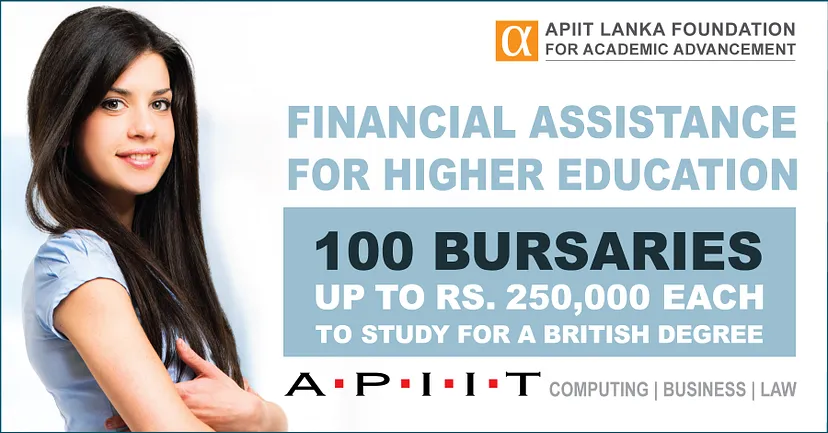 α APIIT LANKA FOUNDATION
FOR ACADEMIC ADVANCEMENT
FINANCIAL ASSISTANCE
FOR HIGHER EDUCATION
100 BURSARIES
UP TO RS. 250,000 EACH
TO STUDY FOR A BRITISH DEGREE
A·P·I·I·T COMPUTING | BUSINESS | LAW